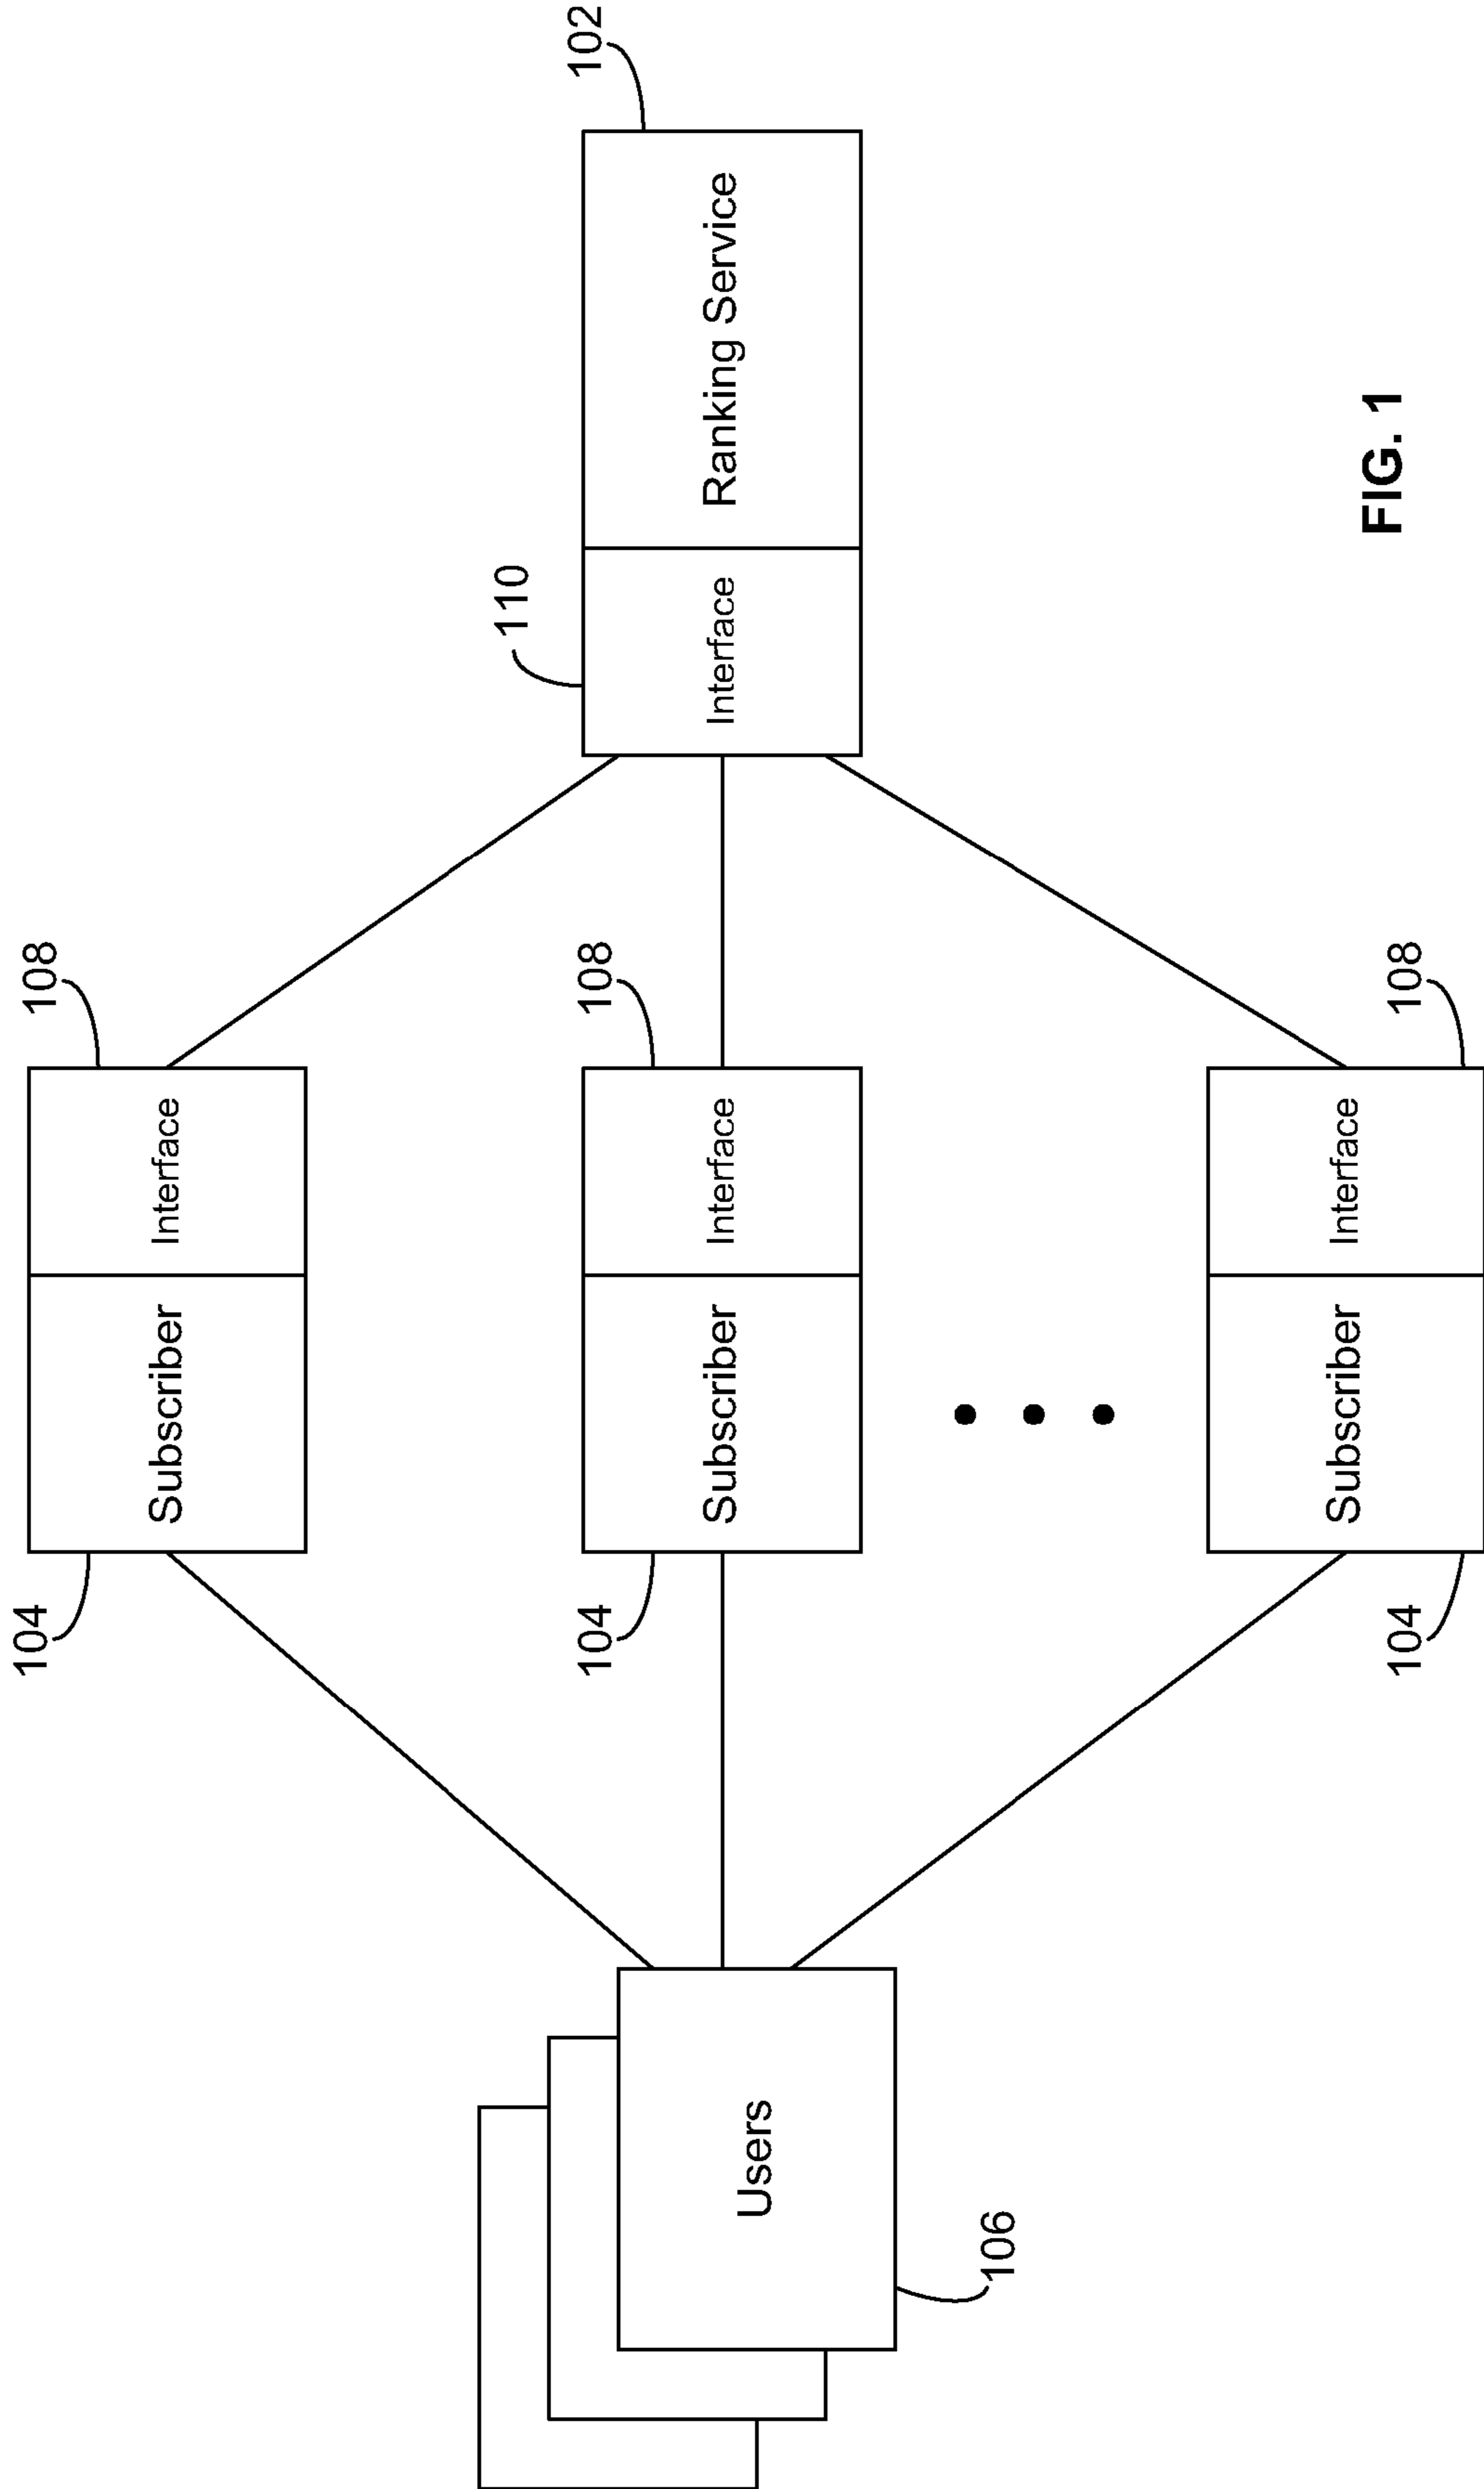 104
108
Subscriber
Interface
110
102
104
108
Users
Subscriber
Interface
Interface
Ranking Service
106
104
108
Subscriber
Interface
FIG. 1